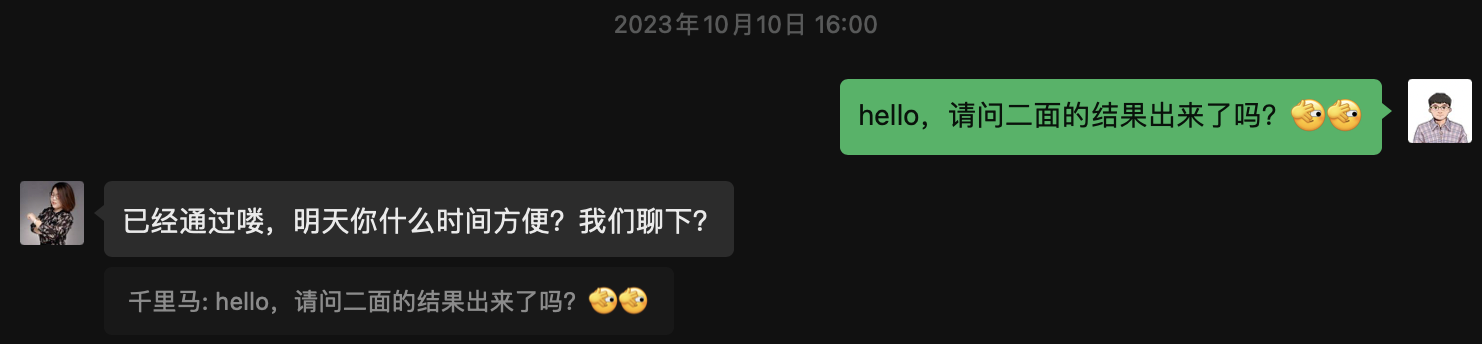 2023年10月10日 16:00
hello，请问二面的结果出来了吗？🫣🫣
已经通过喽，明天你什么时间方便？我们聊下？
千里马: hello，请问二面的结果出来了吗？🫣🫣